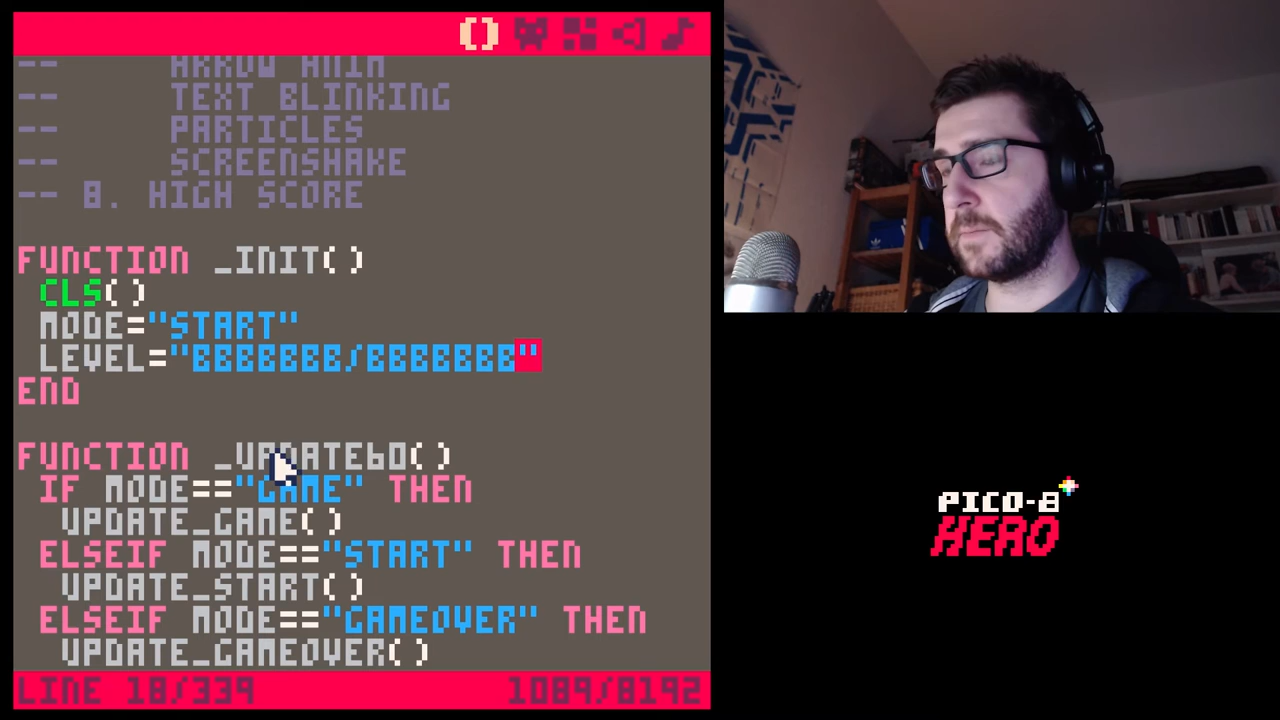 --      ARROW ANIM
--      TEXT BLINKING
--      PARTICLES
--      SCREENSHAKE
-- 8. HIGH SCORE
FUNCTION _INIT()
CLS()
MODE="START"
LEVEL="BBBBBBB/BBBBBBB"
END
FUNCTION _UPDATE60()
IF MODE=="GAME" THEN
UPDATE_GAME()
ELSEIF MODE=="START" THEN
UPDATE_START()
ELSEIF MODE=="GAMEOVER" THEN
UPDATE_GAMEOVER()
LINE 18/339
1089/8192
PICO-8
HERO